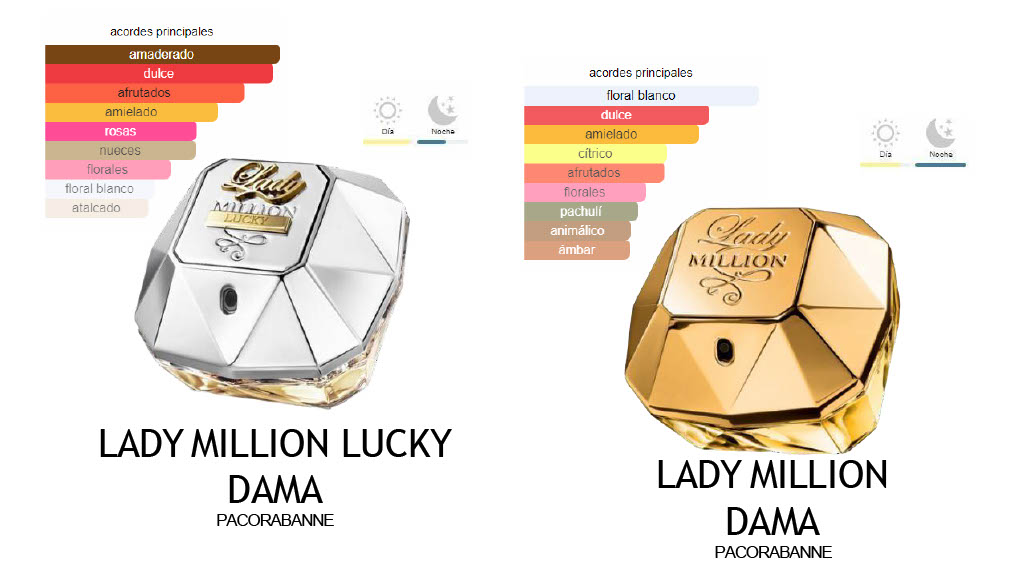 acordes principales
amaderado
dulce
afrutados
amielado
rosas
nueces
florales
floral blanco
atalcado
Día
Noche
Lady
MILLION
LUCKY
LADY MILLION LUCKY
DAMA
PACORABANNE
acordes principales
floral blanco
dulce
amielado
cítrico
afrutados
florales
pachulí
animálico
ámbar
Día
Noche
Lady
MILLION
LADY MILLION
DAMA
PACORABANNE